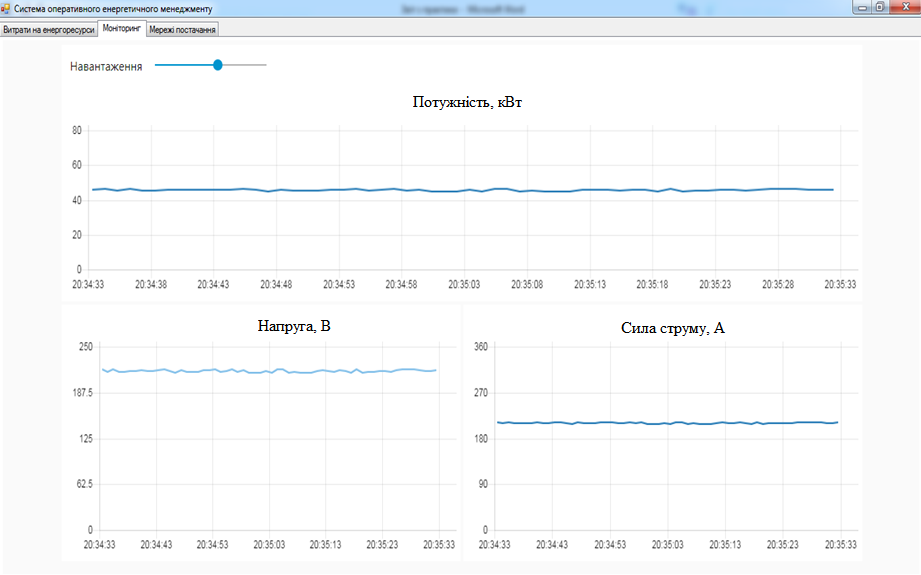 Система оперативного енергетичного менеджменту
Витрати на енергоресурси Моніторинг Мережі постачання
Навантаження
Потужність, кВт
80
60
40
20
0
20:34:33 20:34:38 20:34:43 20:34:48 20:34:53 20:34:58 20:35:03 20:35:08 20:35:13 20:35:18 20:35:23 20:35:28 20:35:33
Напруга, В
250
187.5
125
62.5
0
20:34:33 20:34:43 20:34:53 20:35:03 20:35:13 20:35:23 20:35:33
Сила струму, А
360
270
180
90
0
20:34:33 20:34:43 20:34:53 20:35:03 20:35:13 20:35:23 20:35:33